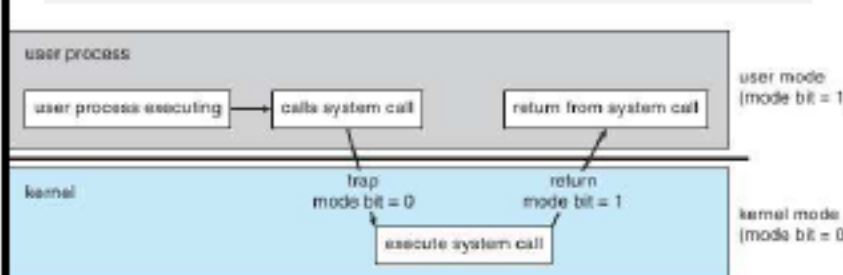 user process
user process executing
calls system call
return from system call
user mode
(mode bit = 1
kernel
trap
mode bit = 0
return
mode bit = 1
execute system call
kernel mode
(mode bit = 0